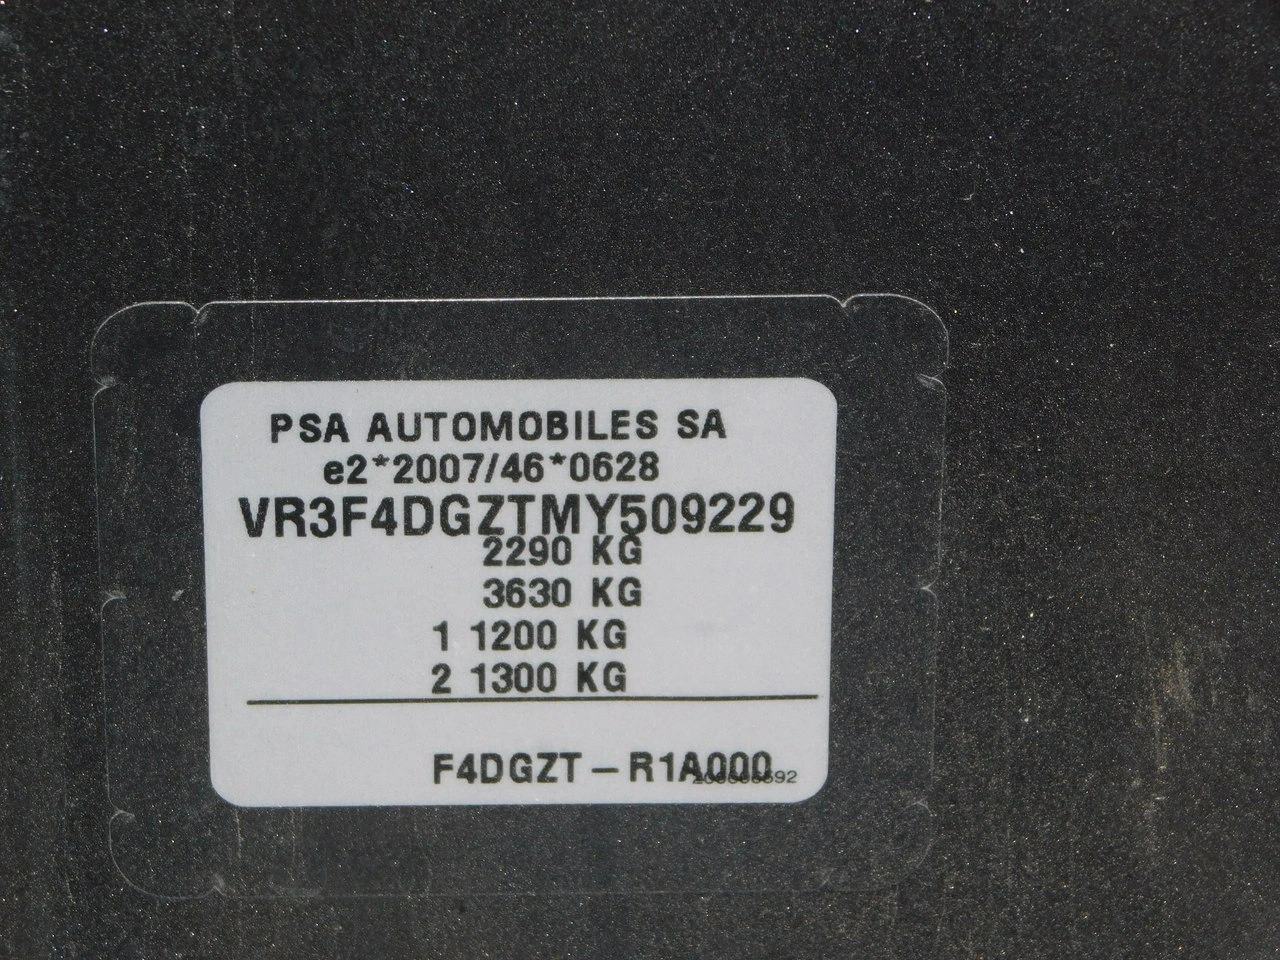 PSA AUTOMOBILES SA
e2*2007/46*0628
VR3F4DGZTMY509229
2290 KG
3630 KG
1 1200 KG
2 1300 KG
F4DGZT – R1A000